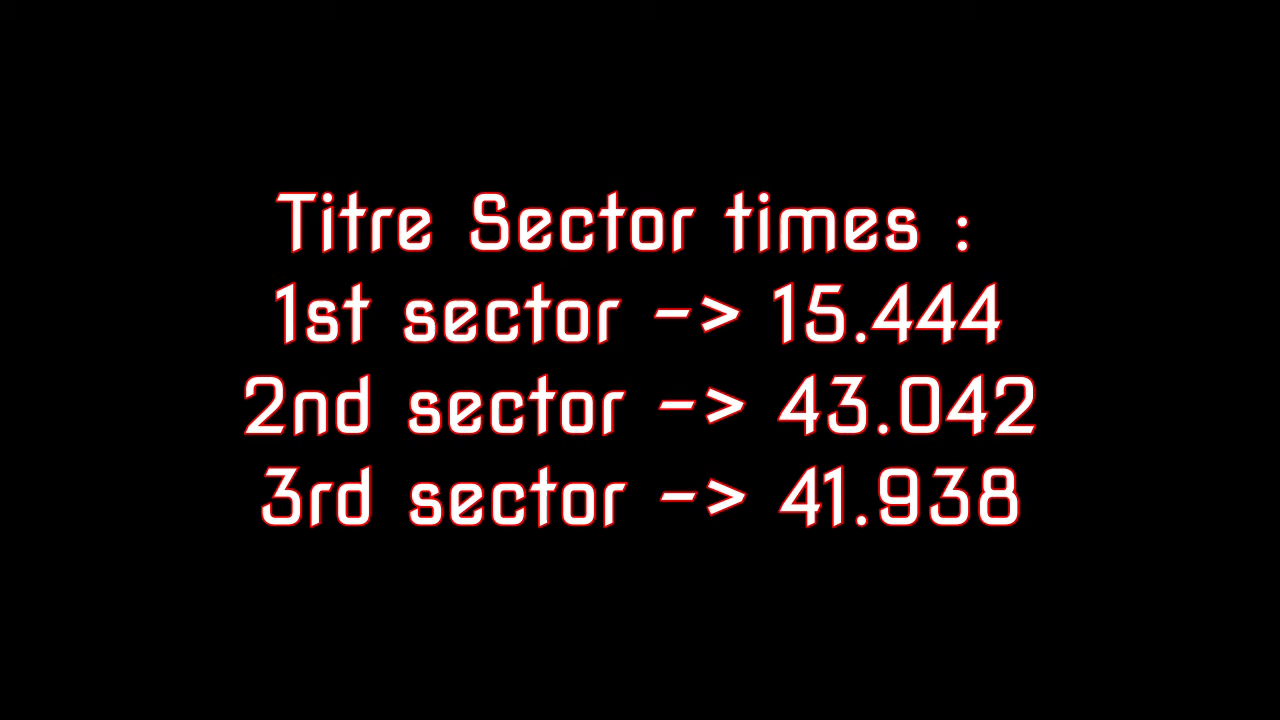 Titre Sector times :
1st sector -> 15.444
2nd sector -> 43.042
3rd sector -> 41.938